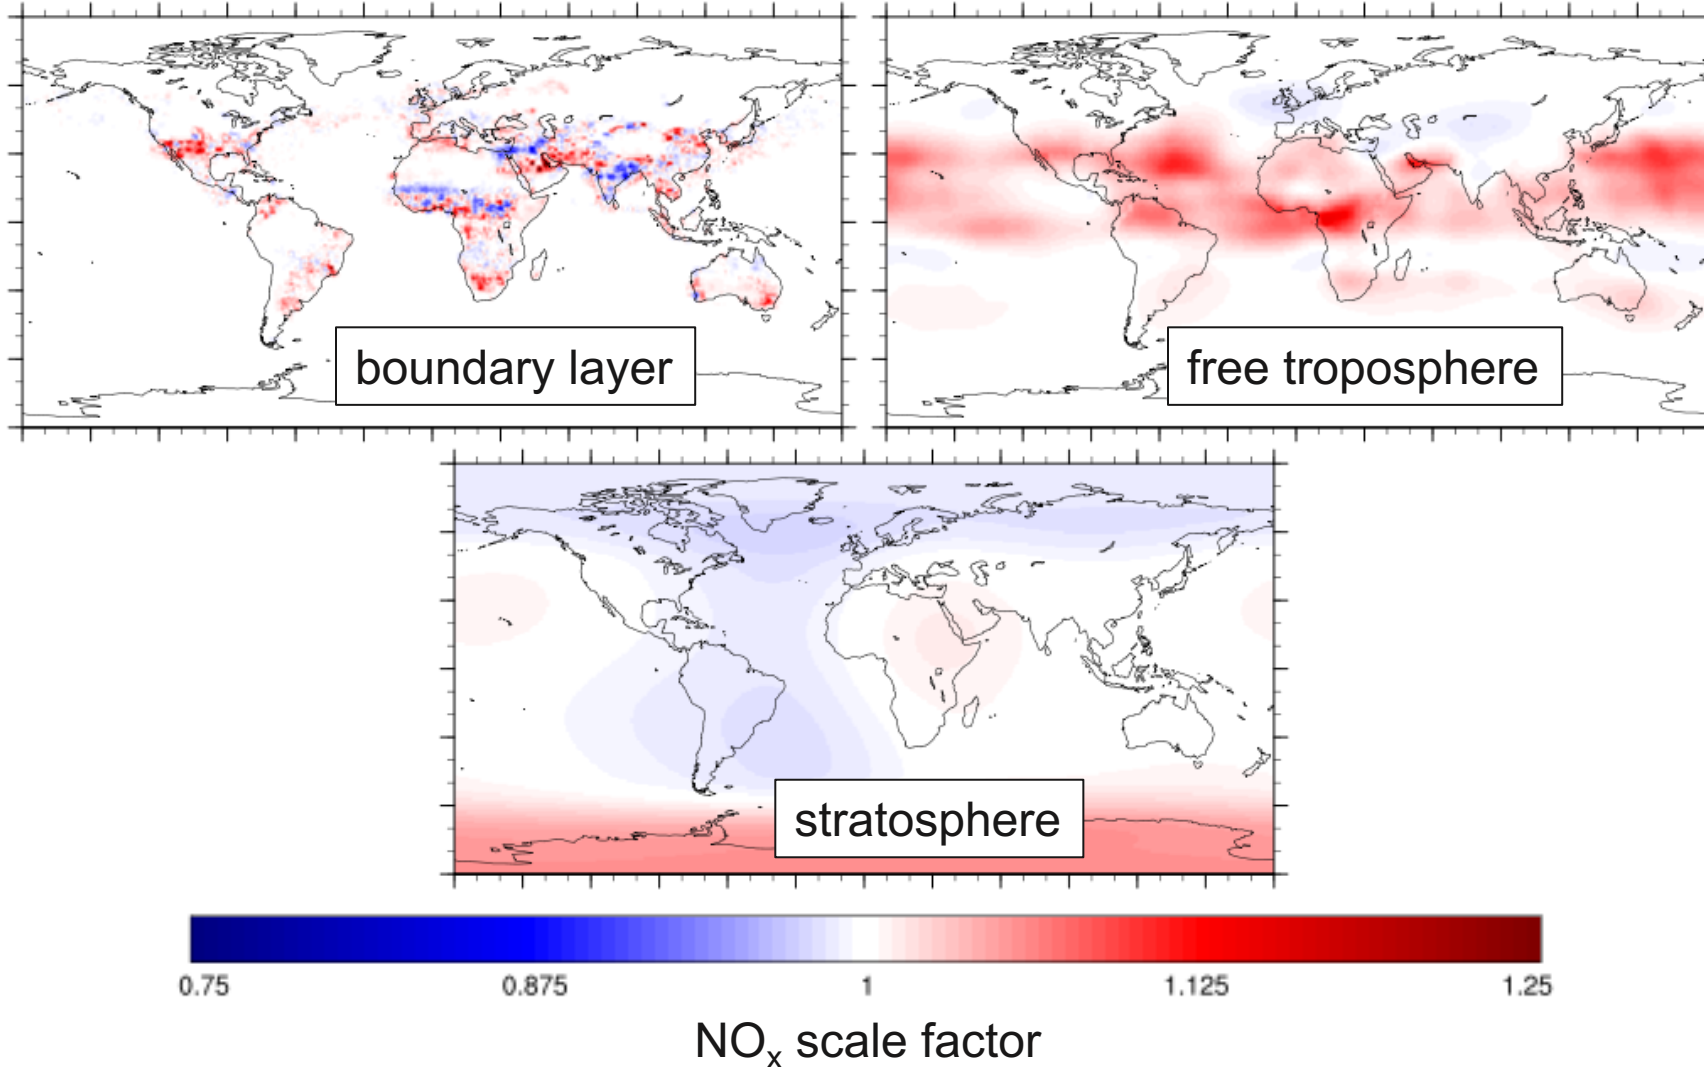 boundary layer
free troposphere
stratosphere
0.75 0.875 1 1.125 1.25
NOₓ scale factor